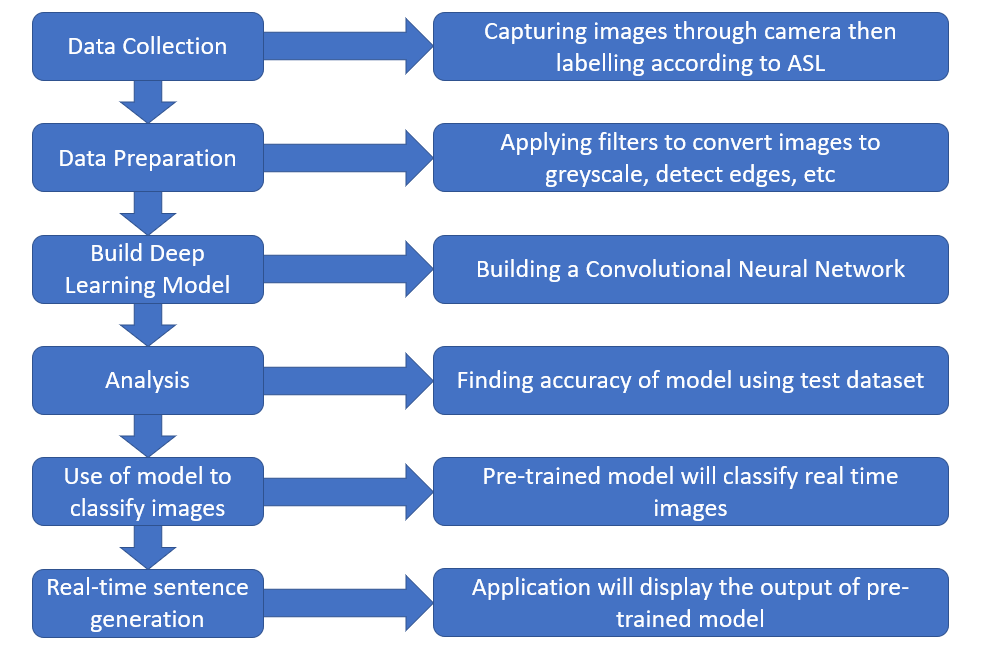 Data Collection
Capturing images through camera then
labelling according to ASL
Data Preparation
Applying filters to convert images to
greyscale, detect edges, etc
Build Deep
Learning Model
Building a Convolutional Neural Network
Analysis
Finding accuracy of model using test dataset
Use of model to
classify images
Pre-trained model will classify real time
images
Real-time sentence
generation
Application will display the output of pre-
trained model